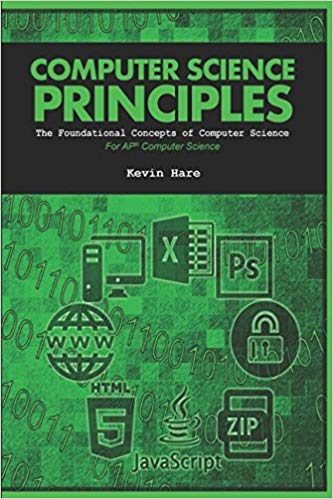 COMPUTER SCIENCE
PRINCIPLES
The Foundational Concepts of Computer Science
For AP® Computer Science
Kevin Hare
X
Ps
WWW
HTML
5
ZIP
JavaScript